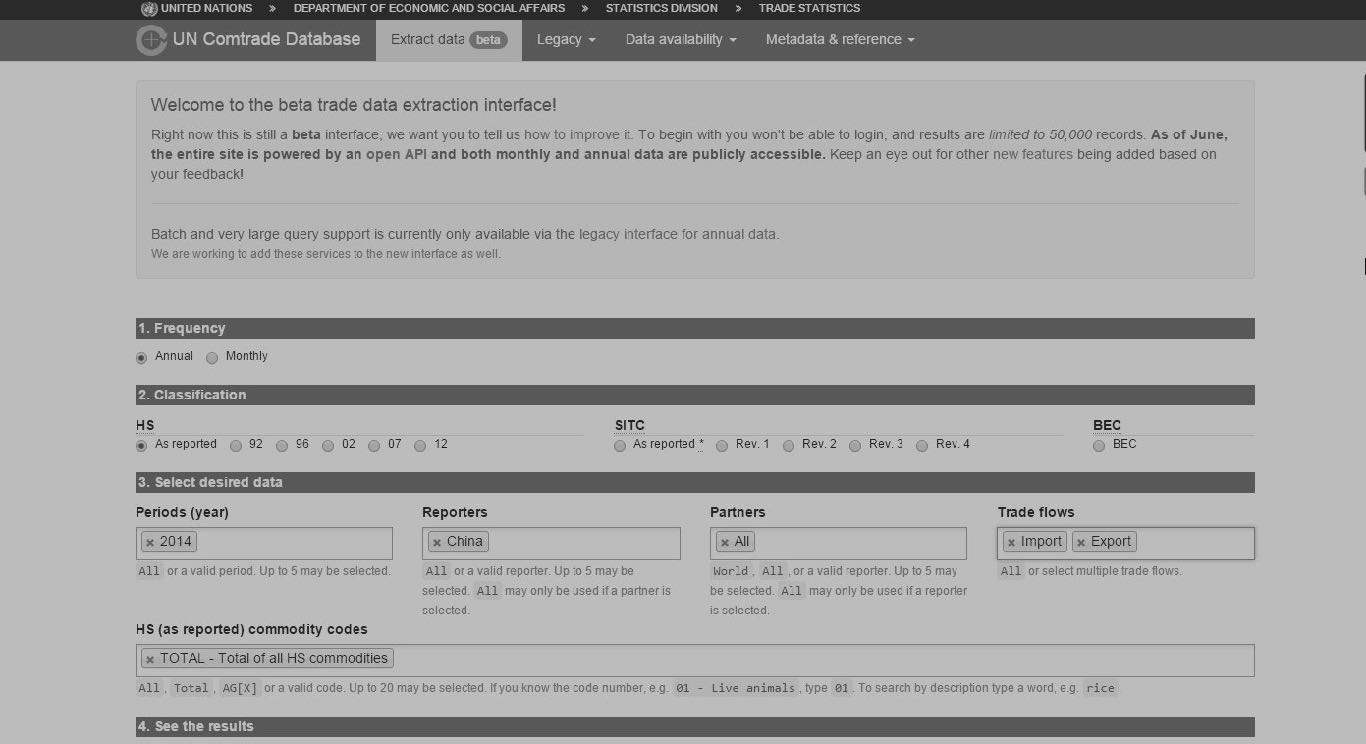 UNITED NATIONS » DEPARTMENT OF ECONOMIC AND SOCIAL AFFAIRS » STATISTICS DIVISION » TRADE STATISTICS
UN Comtrade Database Extract data beta Legacy Data availability Metadata & reference
Welcome to the beta trade data extraction interface!
Right now this is still a beta interface, we want you to tell us how to improve it. To begin with you won't be able to login, and results are limited to 50,000 records. As of June,
the entire site is powered by an open API and both monthly and annual data are publicly accessible. Keep an eye out for other new features being added based on
your feedback!
Batch and very large query support is currently only available via the legacy interface for annual data.
We are working to add these services to the new interface as well.
1. Frequency
Annual Monthly
2. Classification
HS SITC BEC
As reported 92 96 02 07 12 As reported * Rev. 1 Rev. 2 Rev. 3 Rev. 4 BEC
3. Select desired data
Periods (year) Reporters Partners Trade flows
× 2014 × China × All × Import × Export
All or a valid period. Up to 5 may be selected. All or a valid reporter. Up to 5 may be World, All, or a valid reporter. Up to 5 may All or select multiple trade flows.
selected. All may only be used if a partner is be selected. All may only be used if a reporter
selected. is selected.
HS (as reported) commodity codes
× TOTAL - Total of all HS commodities
All, Total, AG[X] or a valid code. Up to 20 may be selected. If you know the code number, e.g. 01 - Live animals, type 01. To search by description type a word, e.g. rice
4. See the results